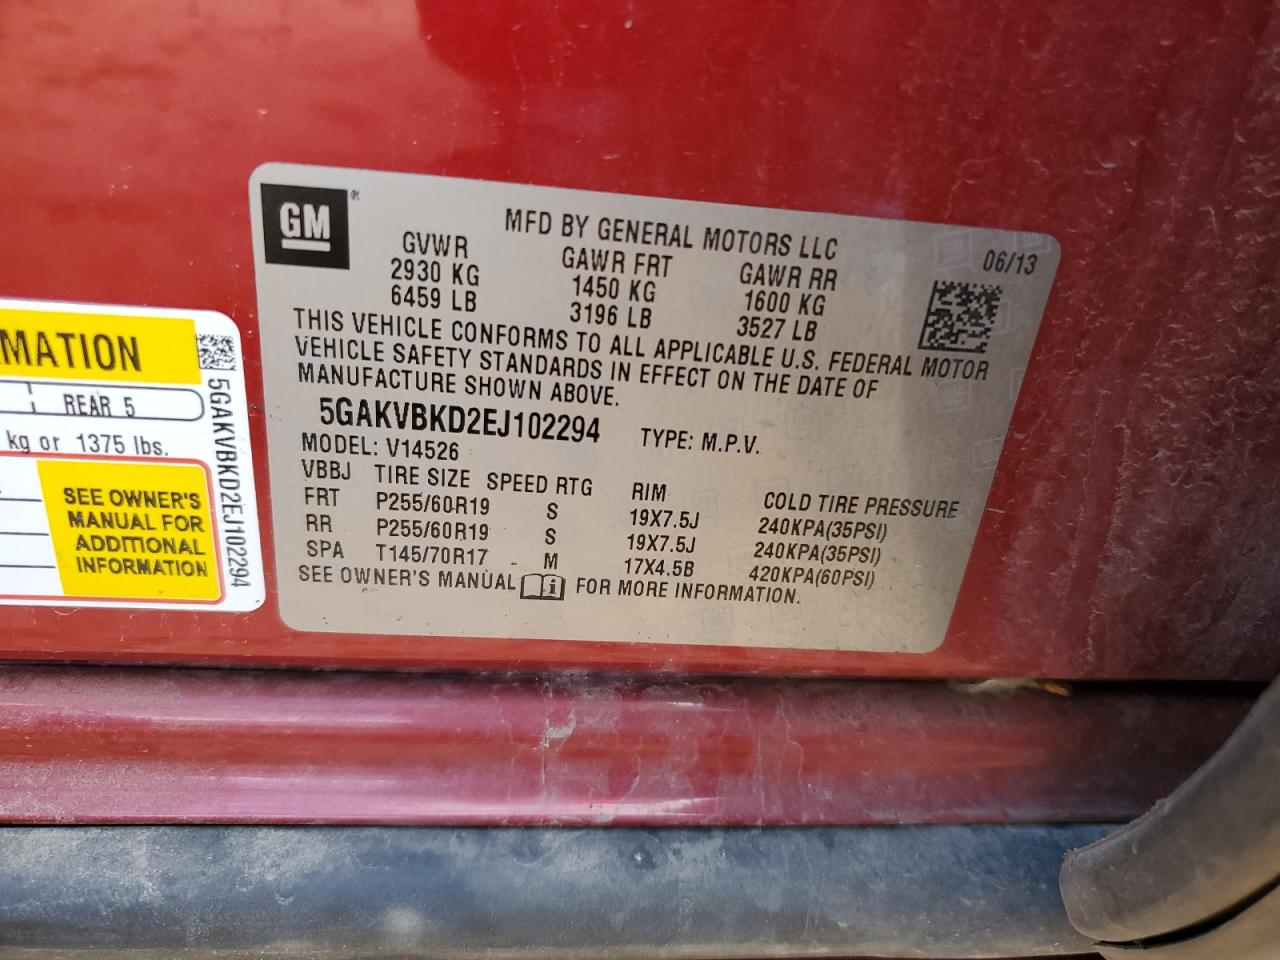 GM ®
MFD BY GENERAL MOTORS LLC
06/13
GVWR GAWR FRT GAWR RR
2930 KG 1450 KG 1600 KG
6459 LB 3196 LB 3527 LB
THIS VEHICLE CONFORMS TO ALL APPLICABLE U.S. FEDERAL MOTOR
VEHICLE SAFETY STANDARDS IN EFFECT ON THE DATE OF
MANUFACTURE SHOWN ABOVE.
5GAKVBKD2EJ102294 TYPE: M.P.V.
MODEL: V14526
VBBJ TIRE SIZE SPEED RTG RIM COLD TIRE PRESSURE
FRT P255/60R19 S 19X7.5J 240KPA(35PSI)
RR P255/60R19 S 19X7.5J 240KPA(35PSI)
SPA T145/70R17 M 17X4.5B 420KPA(60PSI)
SEE OWNER'S MANUAL i FOR MORE INFORMATION.
MATION
REAR 5
kg or 1375 lbs.
SEE OWNER'S
MANUAL FOR
ADDITIONAL
INFORMATION
5GAKVBKD2EJ102294